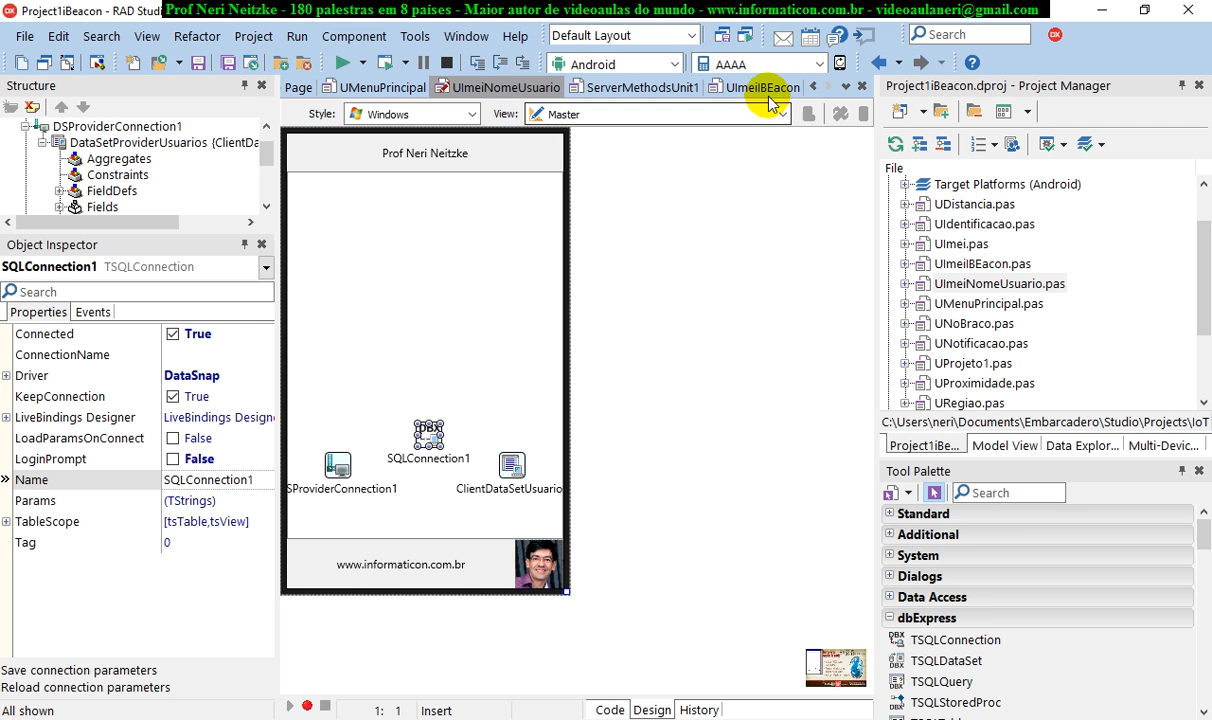 Project1iBeacon - RAD Studi
Prof Neri Neitzke - 180 palestras em 8 países - Maior autor de videoaulas do mundo - www.informaticon.com.br - videoaulaneri@gmail.com
File Edit Search View Refactor Project Run Component Tools Window Help
Default Layout
Search
DX
Android
AAAA
Structure
Page UMenuPrincipal UImeiNomeUsuario ServerMethodsUnit1 UImeiIBEacon
Project1iBeacon.dproj - Project Manager
Style: Windows View: Master
DSProviderConnection1
DataSetProviderUsuarios {ClientDa
Aggregates
Constraints
FieldDefs
Fields
Object Inspector
SQLConnection1 TSQLConnection
Search
Properties Events
Connected True
ConnectionName
Driver DataSnap
KeepConnection True
LiveBindings Designer LiveBindings Design
LoadParamsOnConnect False
LoginPrompt False
Name SQLConnection1
Params (TStrings)
TableScope [tsTable,tsView]
Tag 0
Save connection parameters
Reload connection parameters
All shown
Prof Neri Neitzke
DBX
SQLConnection1
SProviderConnection1
ClientDataSetUsuario
www.informaticon.com.br
1: 1 Insert
Code Design History
File
Target Platforms (Android)
UDistancia.pas
UIdentificacao.pas
UImei.pas
UImeiIBEacon.pas
UImeiNomeUsuario.pas
UMenuPrincipal.pas
UNoBraco.pas
UNotificacao.pas
UProjeto1.pas
UProximidade.pas
URegiao.pas
C:\Users\neri\Documents\Embarcadero\Studio\Projects\IoT
Project1iBe... Model View Data Explor... Multi-Devic...
Tool Palette
Search
Standard
Additional
System
Dialogs
Data Access
dbExpress
TSQLConnection
TSQLDataSet
TSQLQuery
TSQLStoredProc